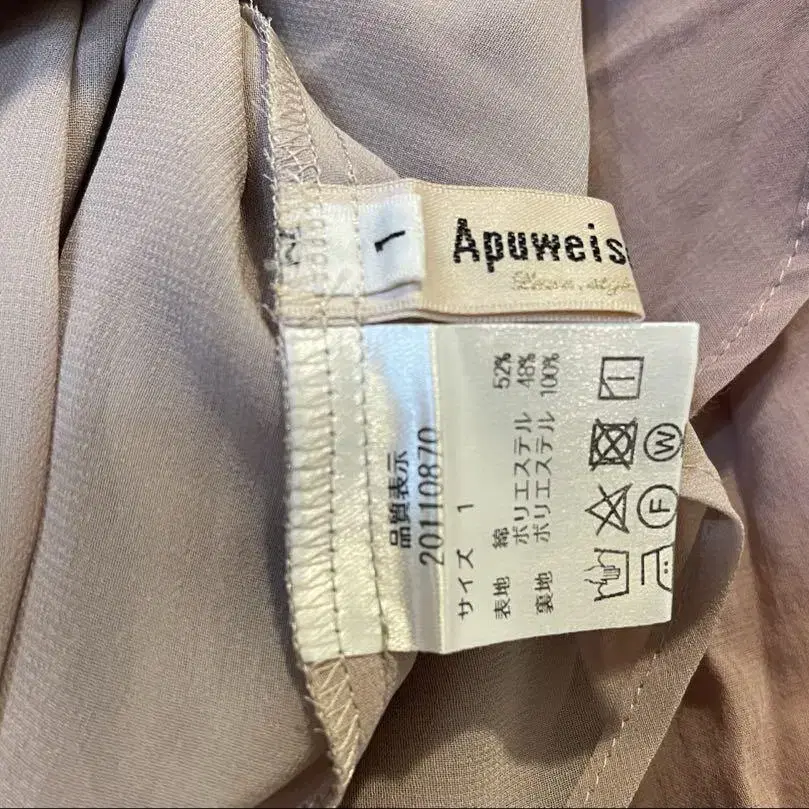 1
Apuweis
品質表示
20110870
サイズ 1
表地 綿 52%
ポリエステル 48%
裏地 ポリエステル 100%
W
F